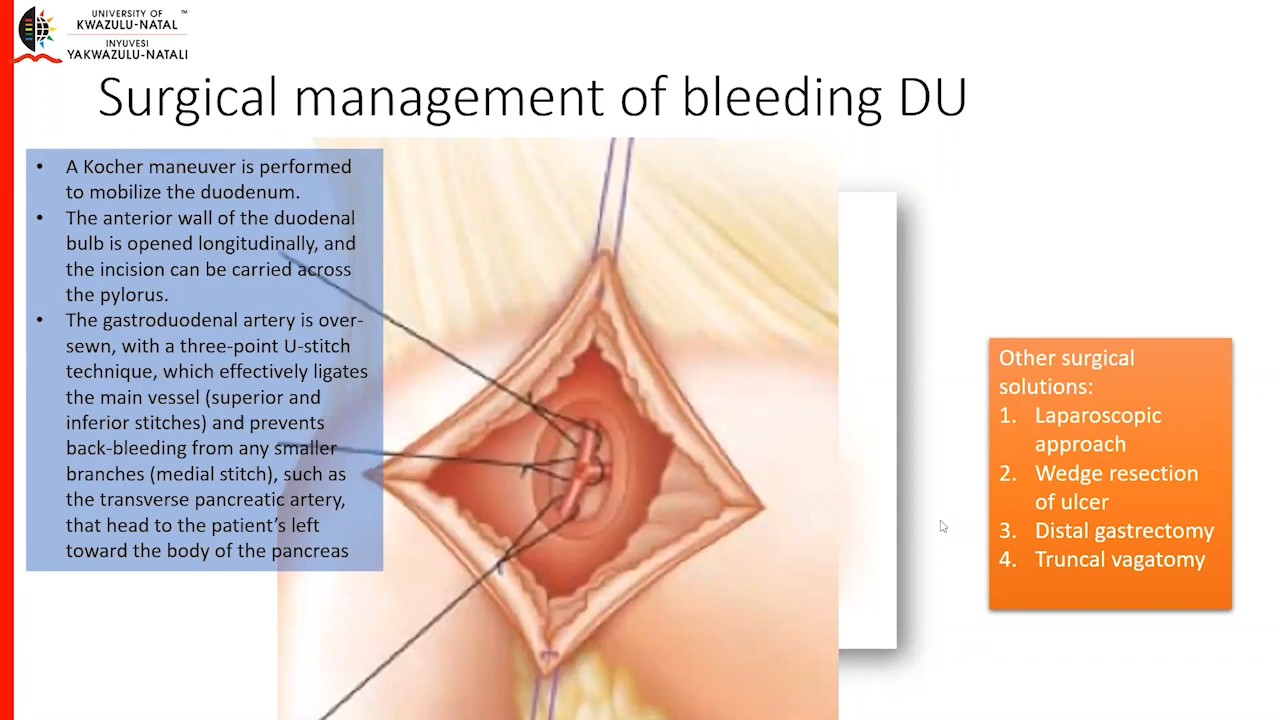 UNIVERSITY OF ™
KWAZULU-NATAL
INYUVESI
YAKWAZULU-NATALI
Surgical management of bleeding DU
• A Kocher maneuver is performed
to mobilize the duodenum.
• The anterior wall of the duodenal
bulb is opened longitudinally, and
the incision can be carried across
the pylorus.
• The gastroduodenal artery is over-
sewn, with a three-point U-stitch
technique, which effectively ligates
the main vessel (superior and
inferior stitches) and prevents
back-bleeding from any smaller
branches (medial stitch), such as
the transverse pancreatic artery,
that head to the patient’s left
toward the body of the pancreas
Other surgical
solutions:
1. Laparoscopic
approach
2. Wedge resection
of ulcer
3. Distal gastrectomy
4. Truncal vagatomy